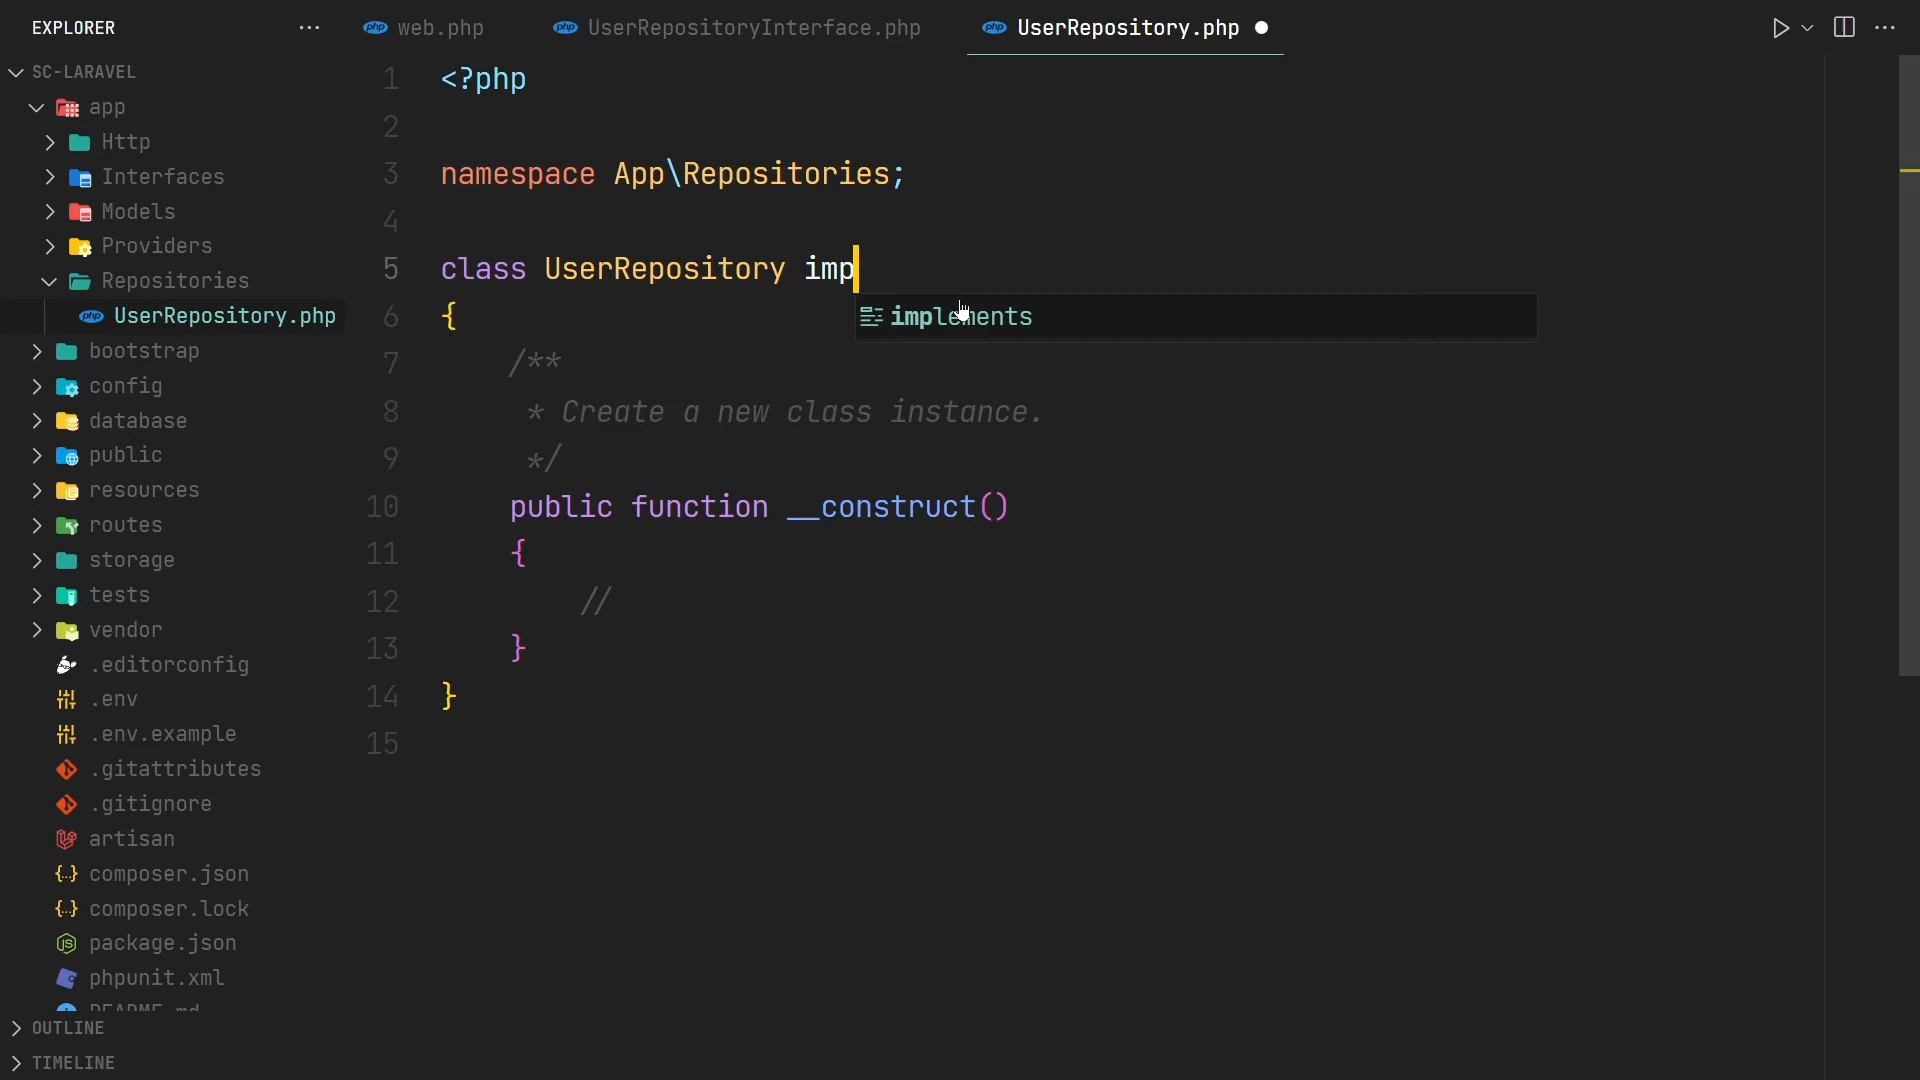 EXPLORER
SC-LARAVEL
app
Http
Interfaces
Models
Providers
Repositories
UserRepository.php
bootstrap
config
database
public
resources
routes
storage
tests
vendor
.editorconfig
.env
.env.example
.gitattributes
.gitignore
artisan
composer.json
composer.lock
package.json
phpunit.xml
README.md
OUTLINE
TIMELINE
web.php
UserRepositoryInterface.php
UserRepository.php
1 <?php
2
3 namespace App\Repositories;
4
5 class UserRepository imp
implements
6 {
7 /**
8 * Create a new class instance.
9 */
10 public function __construct()
11 {
12 //
13 }
14 }
15